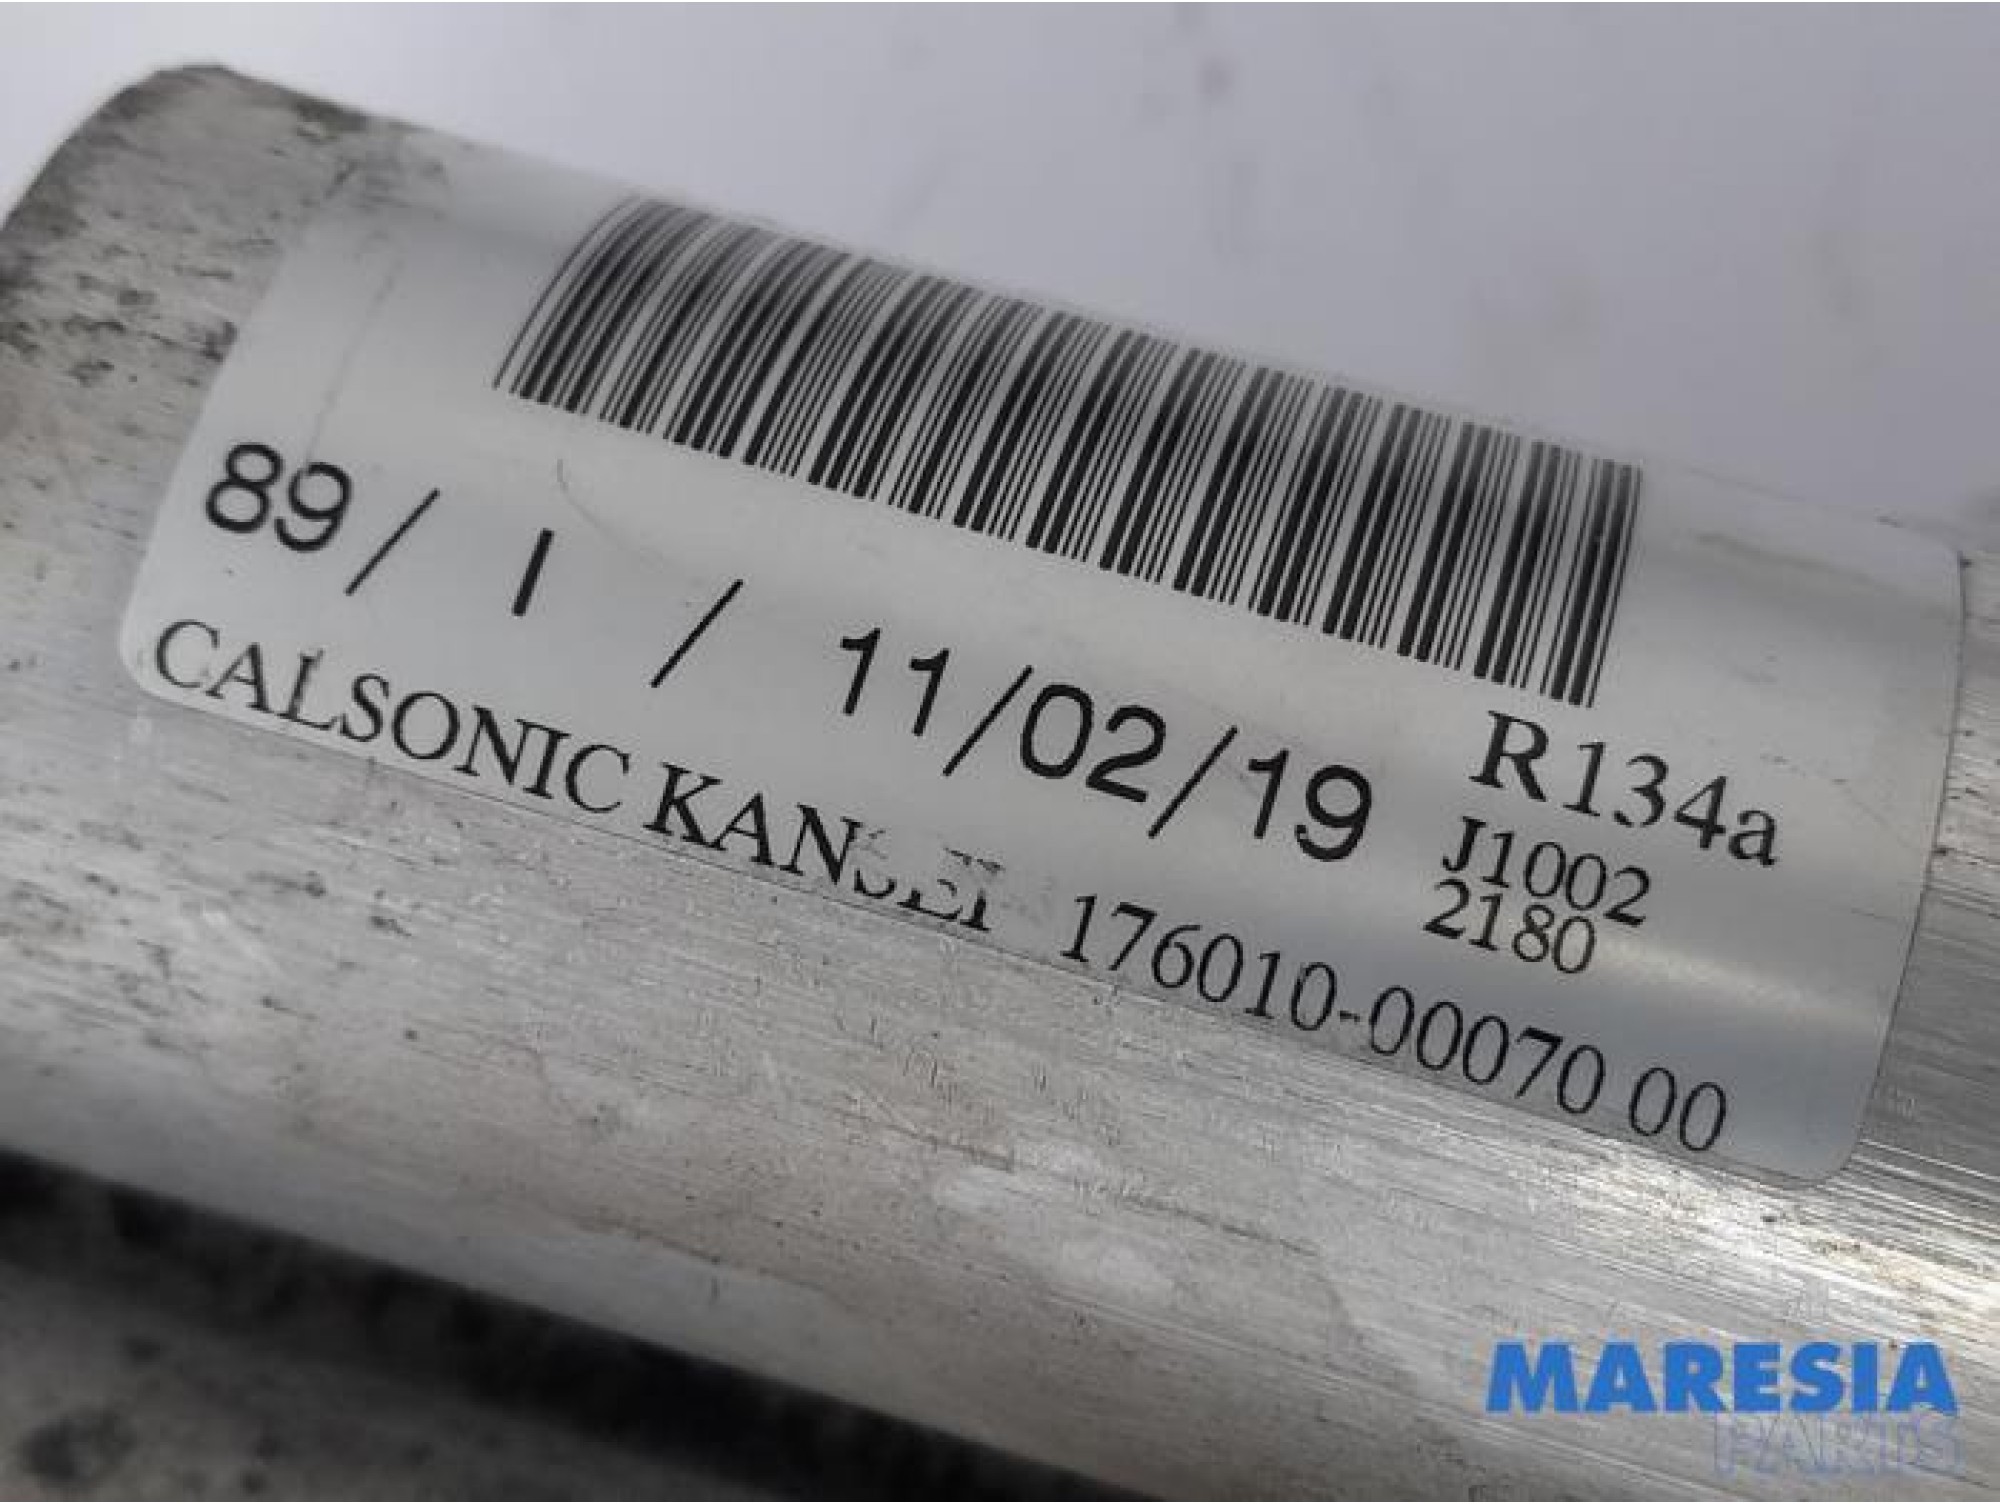 89/ I / 11/02/19 R134a
J1002
2180
CALSONIC KANSEI 176010-00070 00
MARESIA
PARTS